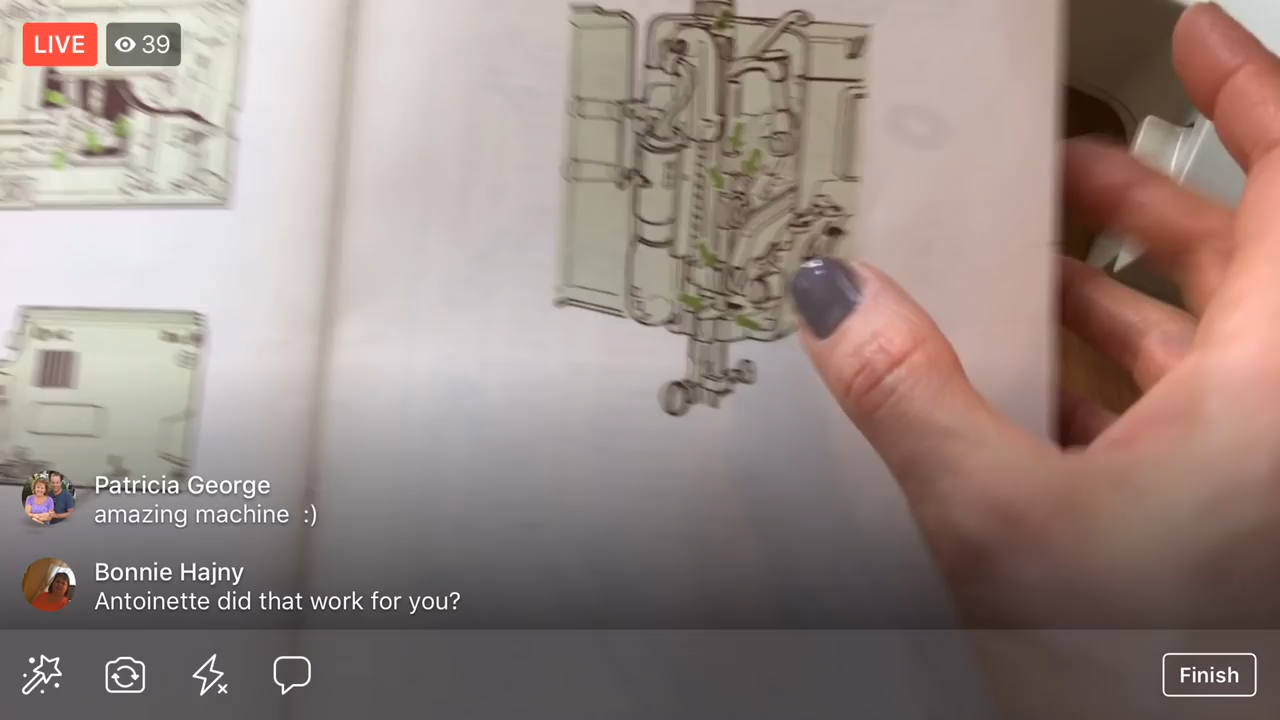 LIVE
39
Patricia George
amazing machine :)
Bonnie Hajny
Antoinette did that work for you?
Finish